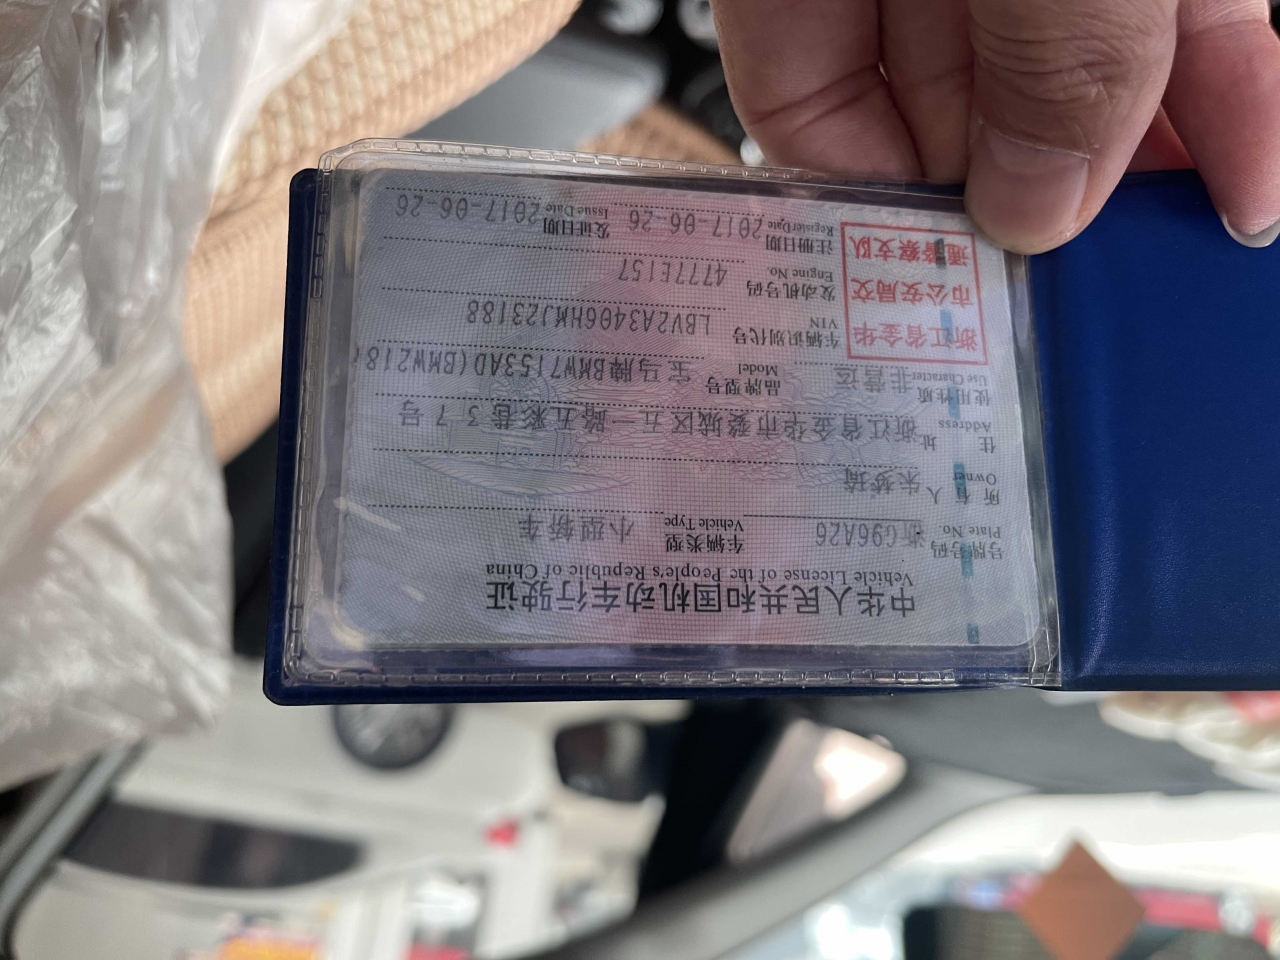 中华人民共和国机动车行驶证
Vehicle License of the People's Republic of China
号牌号码 Plate No. 浙G96A26 车辆类型 Vehicle Type 小型轿车
所有人 Owner 朱梦琦
住址 Address 浙江省金华市婺城区五一路五彩巷37号
使用性质 Use Character 非营运 品牌型号 Model 宝马牌BMW7153AD(BMW218
浙江省金华
市公安局交
通警察支队
车辆识别代号 VIN LBV2A3406HMJ23188
发动机号码 Engine No. 4777E157
注册日期 Register Date 2017-06-26 发证日期 Issue Date 2017-06-26